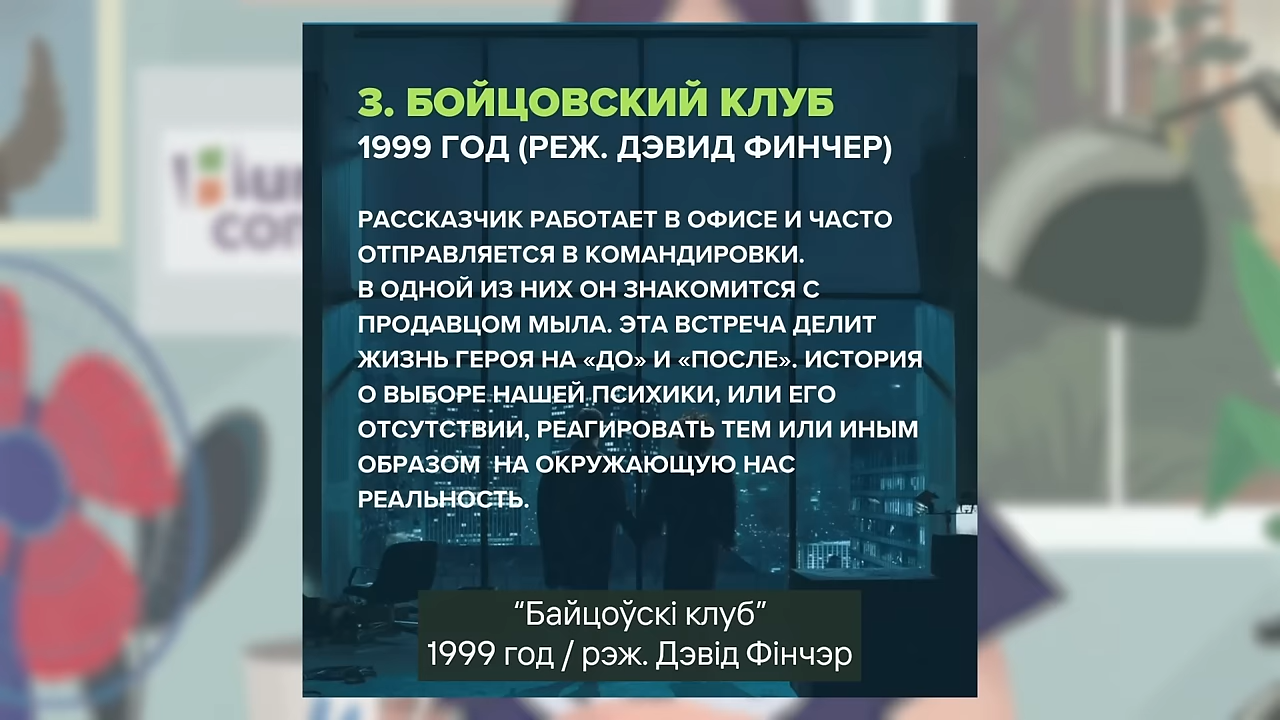 3. БОЙЦОВСКИЙ КЛУБ
1999 ГОД (РЕЖ. ДЭВИД ФИНЧЕР)
РАССКАЗЧИК РАБОТАЕТ В ОФИСЕ И ЧАСТО
ОТПРАВЛЯЕТСЯ В КОМАНДИРОВКИ.
В ОДНОЙ ИЗ НИХ ОН ЗНАКОМИТСЯ С
ПРОДАВЦОМ МЫЛА. ЭТА ВСТРЕЧА ДЕЛИТ
ЖИЗНЬ ГЕРОЯ НА «ДО» И «ПОСЛЕ». ИСТОРИЯ
О ВЫБОРЕ НАШЕЙ ПСИХИКИ, ИЛИ ЕГО
ОТСУТСТВИИ, РЕАГИРОВАТЬ ТЕМ ИЛИ ИНЫМ
ОБРАЗОМ НА ОКРУЖАЮЩУЮ НАС
РЕАЛЬНОСТЬ.
“Байцоўскі клуб”
1999 год / рэж. Дэвід Фінчэр